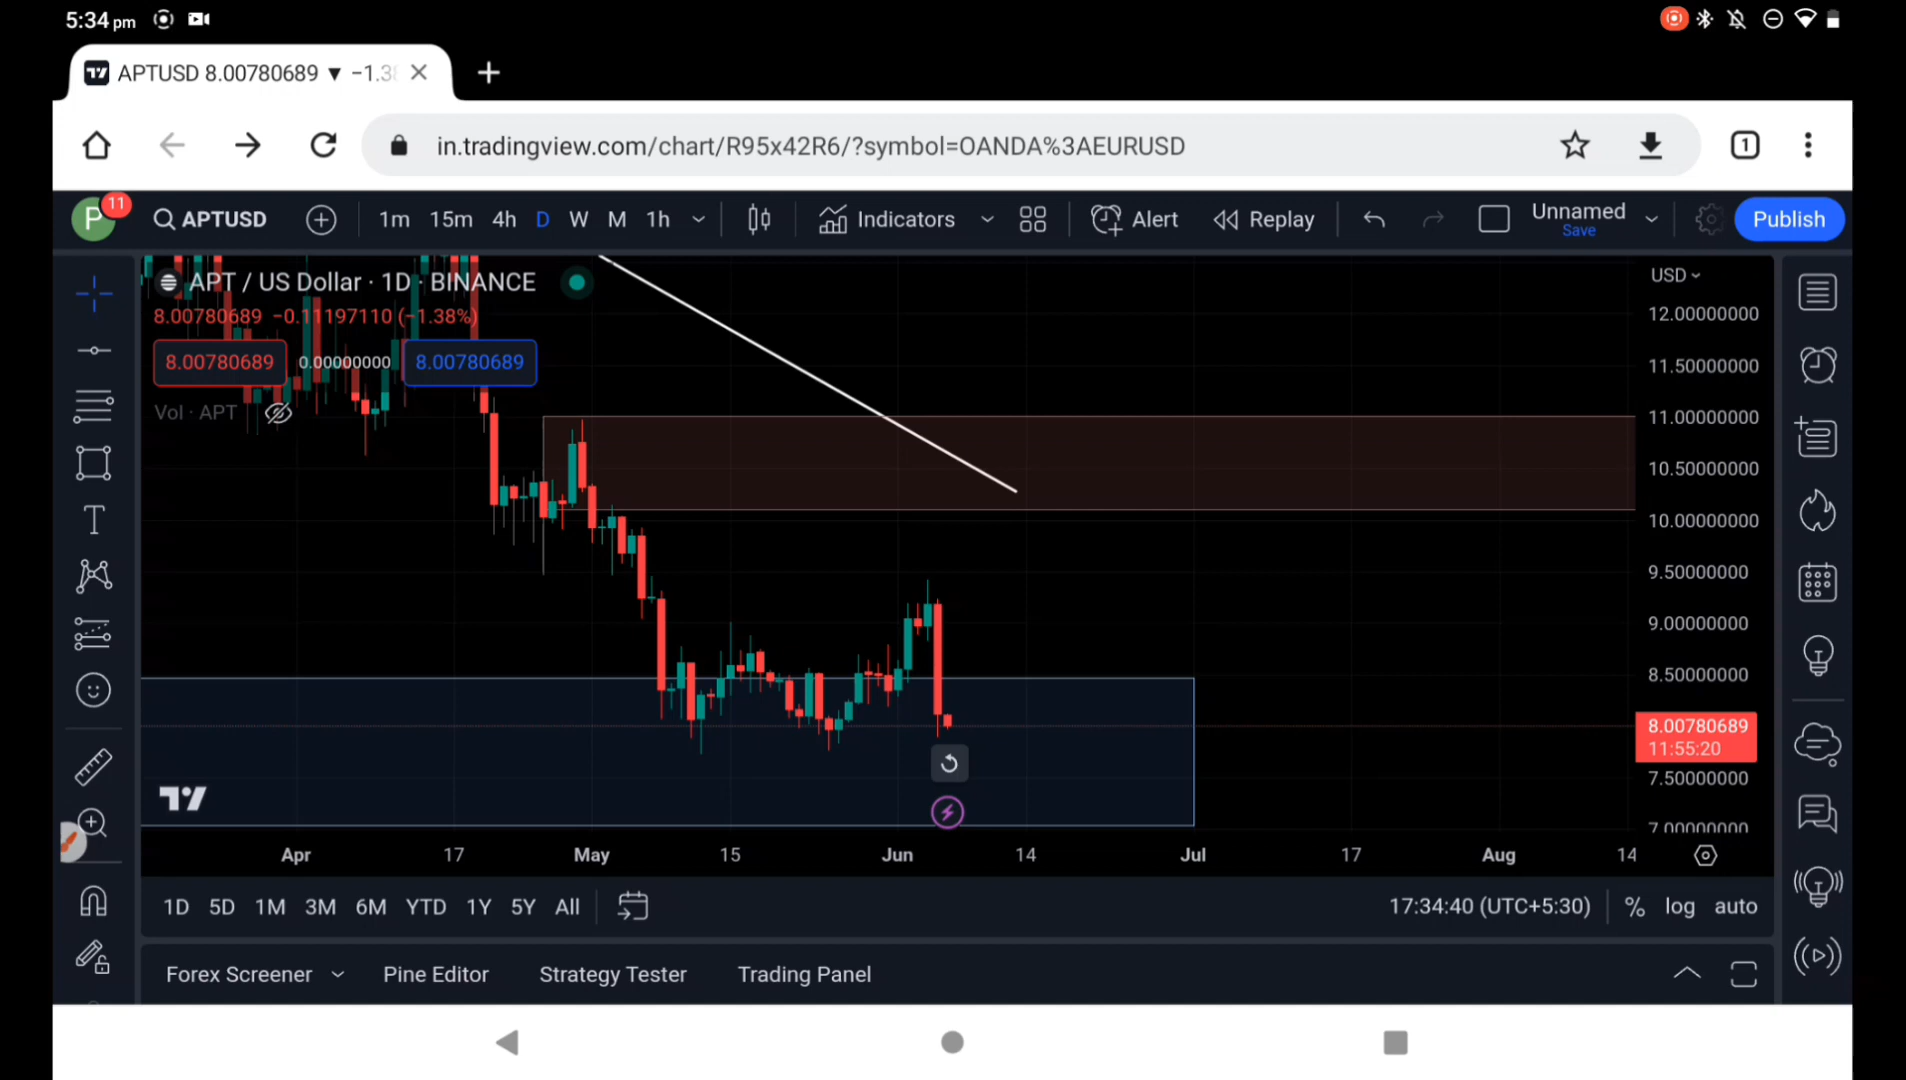 5:34 pm
APTUSD 8.00780689 ▼ −1.38
in.tradingview.com/chart/R95x42R6/?symbol=OANDA%3AEURUSD
1
P
11
APTUSD
1m 15m 4h D W M 1h
Indicators
Alert
Replay
Unnamed
Save
Publish
APT / US Dollar · 1D · BINANCE
8.00780689 −0.11197110 (−1.38%)
8.00780689 0.00000000 8.00780689
Vol · APT
USD
12.00000000
11.50000000
11.00000000
10.50000000
10.00000000
9.50000000
9.00000000
8.50000000
8.00780689
11:55:20
7.50000000
7.00000000
Apr 17 May 15 Jun 14 Jul 17 Aug 14
1D 5D 1M 3M 6M YTD 1Y 5Y All
17:34:40 (UTC+5:30)
% log auto
Forex Screener Pine Editor Strategy Tester Trading Panel